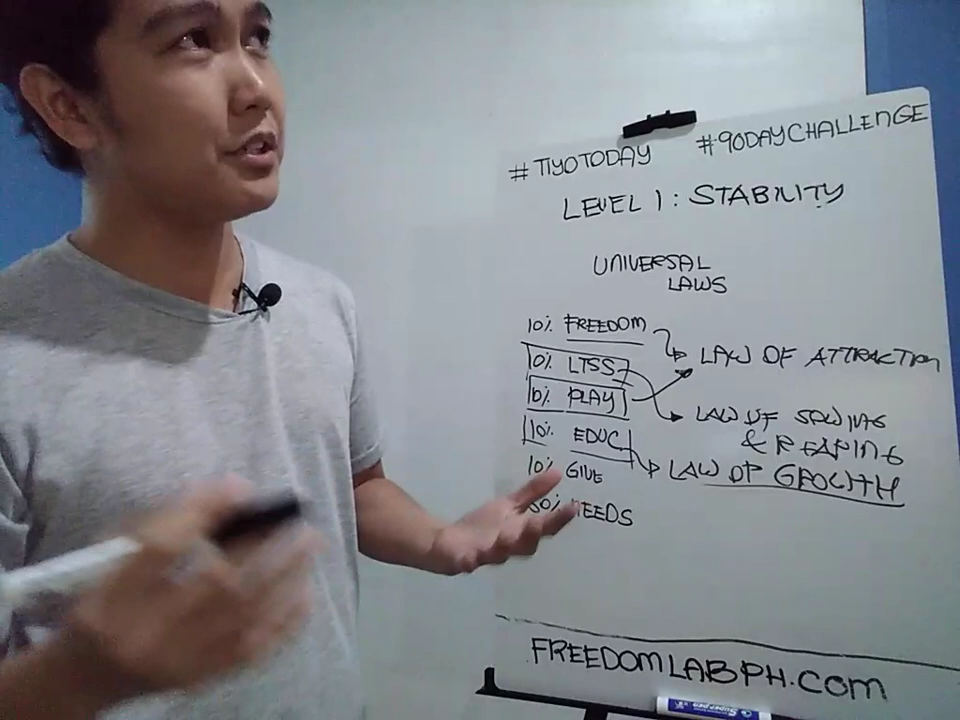 #TIYOTODAY #90DAYCHALLENGE
LEVEL 1: STABILITY
UNIVERSAL
LAWS
10% FREEDOM LAW OF ATTRACTION
10% LTSS LAW OF SOWING
& REAPING
10% PLAY
10% EDUC LAW OF GROWTH
10% GIVE
NEEDS
FREEDOMLABPH.COM